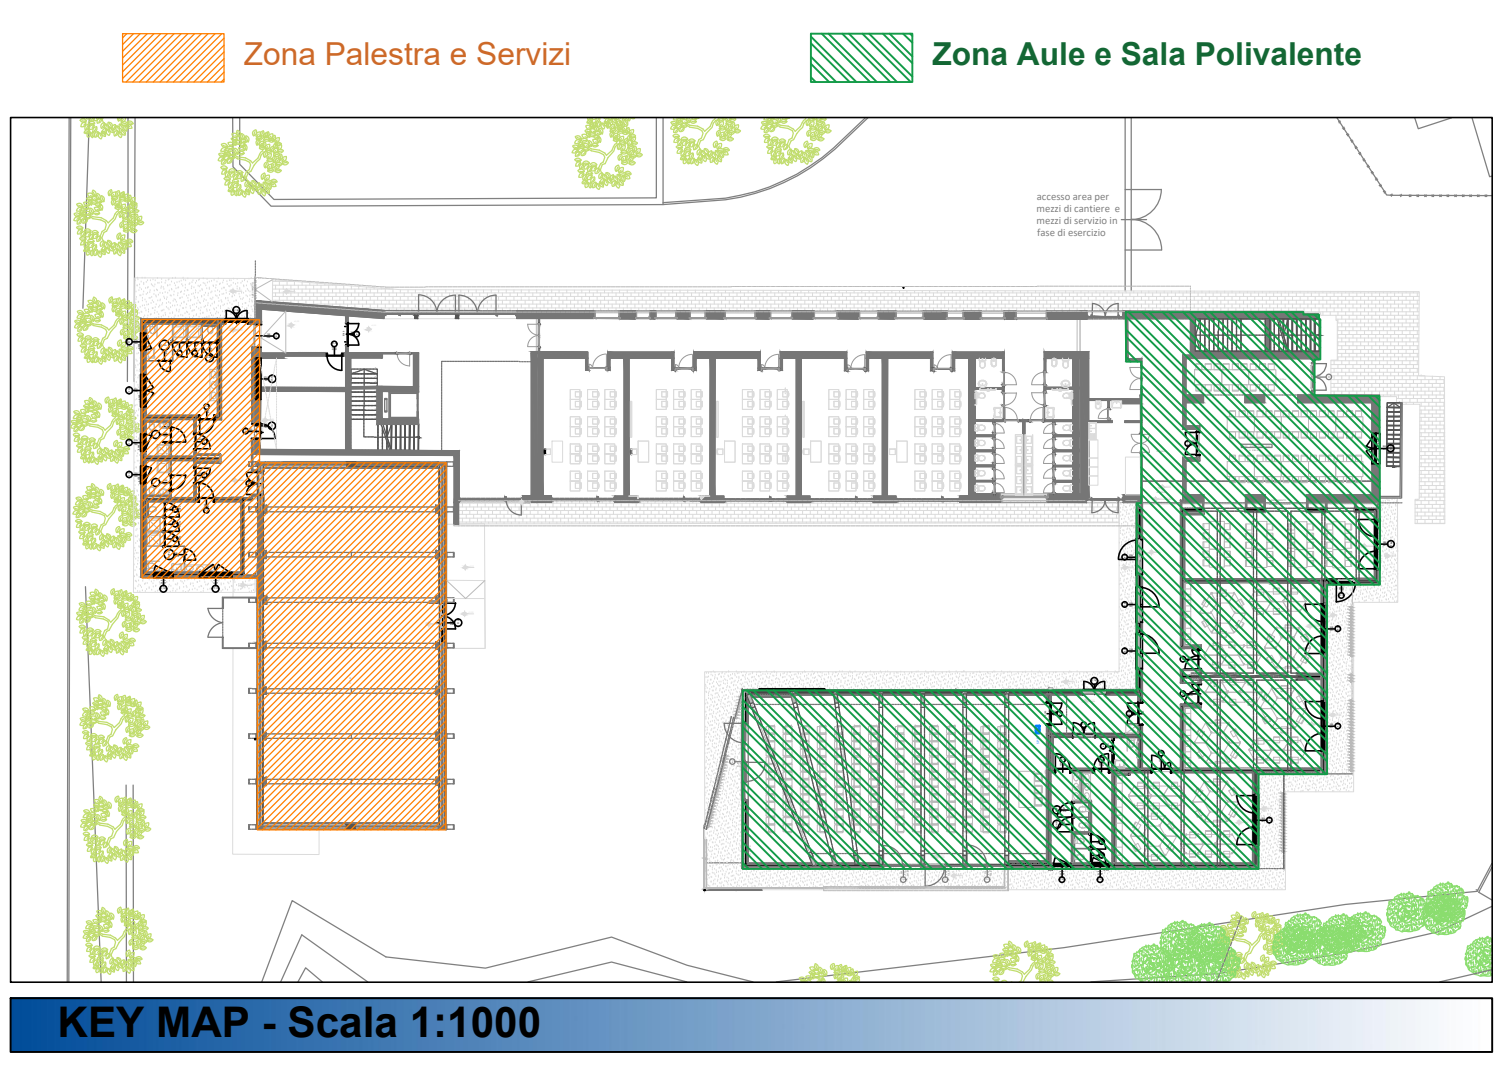 Zona Palestra e Servizi
Zona Aule e Sala Polivalente
accesso area per
mezzi di cantiere e
mezzi di servizio in
fase di esercizio
KEY MAP - Scala 1:1000